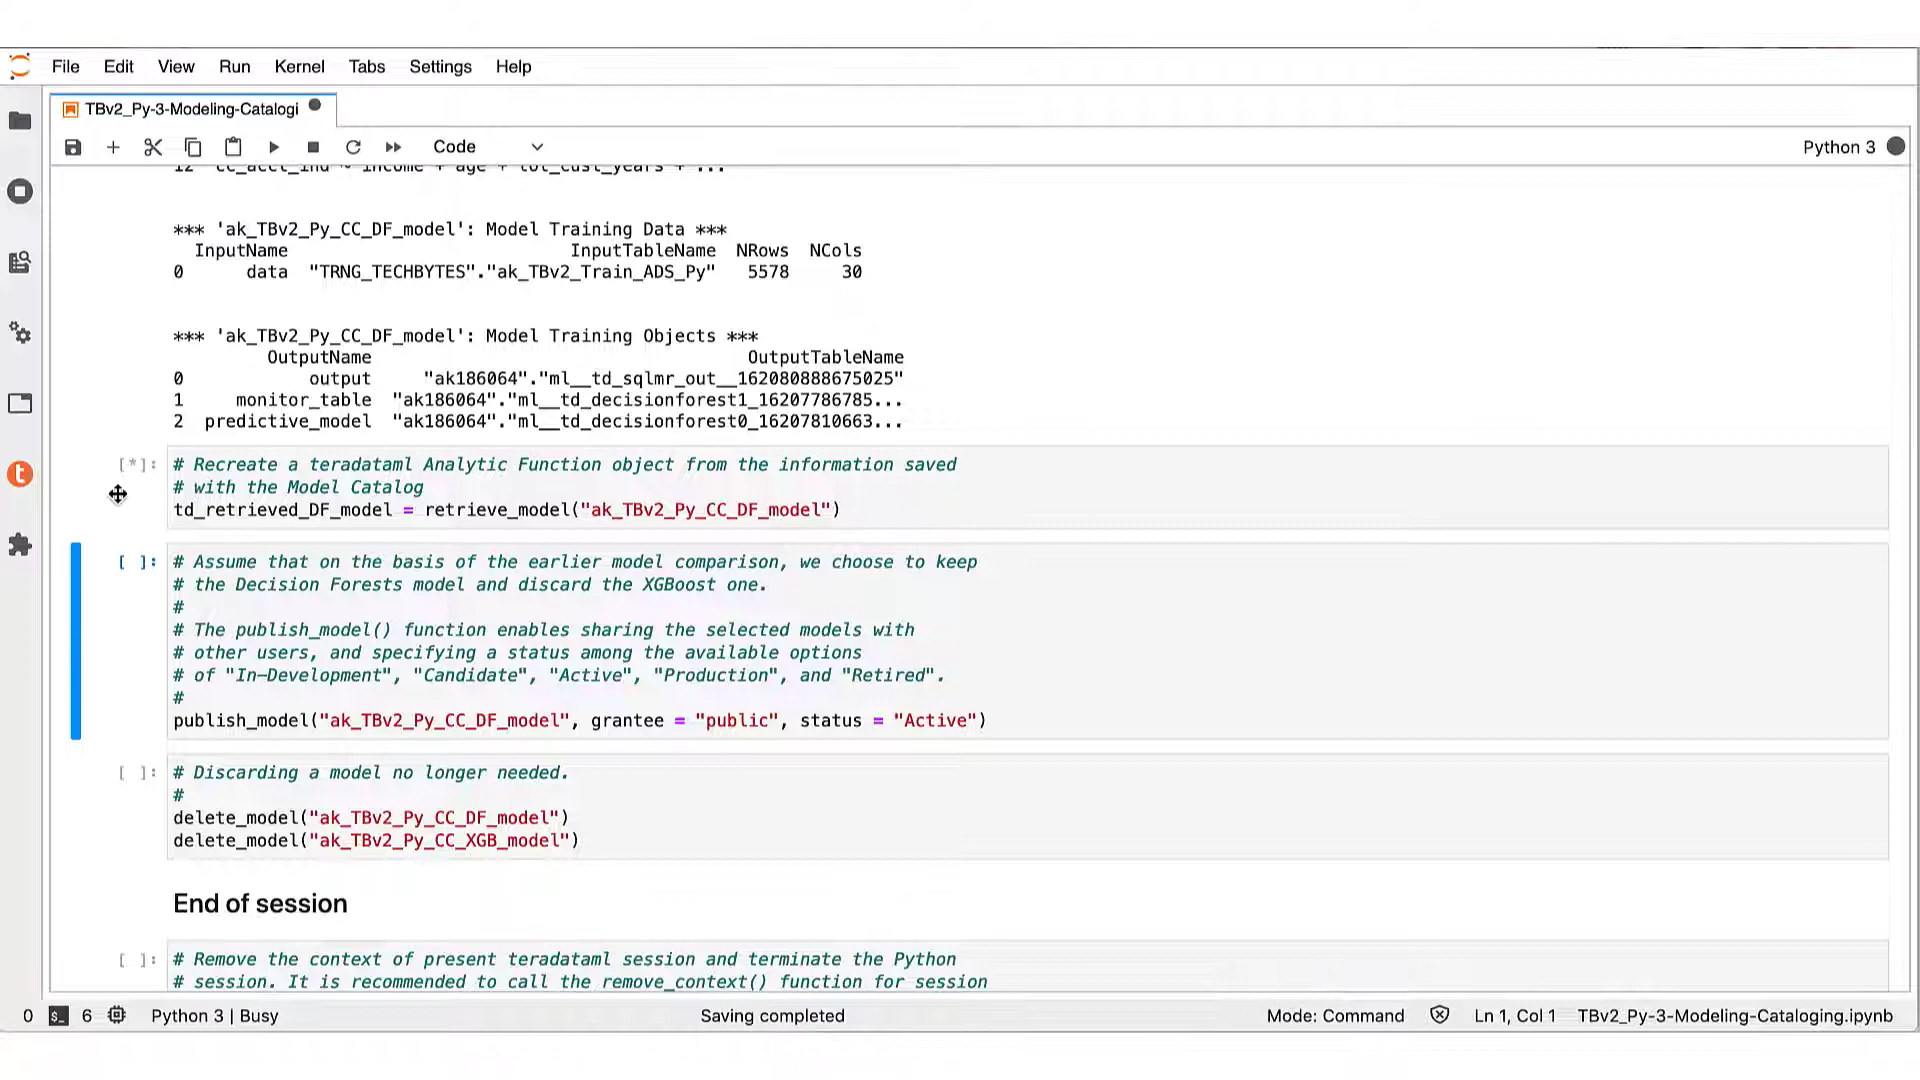 File Edit View Run Kernel Tabs Settings Help
TBv2_Py-3-Modeling-Catalogi
Code
Python 3
12 cc_acct_ind ~ income + age + tot_cust_years + ...
*** 'ak_TBv2_Py_CC_DF_model': Model Training Data ***
InputName InputTableName NRows NCols
0 data "TRNG_TECHBYTES"."ak_TBv2_Train_ADS_Py" 5578 30
*** 'ak_TBv2_Py_CC_DF_model': Model Training Objects ***
OutputName OutputTableName
0 output "ak186064"."ml__td_sqlmr_out__162080888675025"
1 monitor_table "ak186064"."ml__td_decisionforest1_16207786785...
2 predictive_model "ak186064"."ml__td_decisionforest0_16207810663...
[*]: # Recreate a teradataml Analytic Function object from the information saved
# with the Model Catalog
td_retrieved_DF_model = retrieve_model("ak_TBv2_Py_CC_DF_model")
[ ]: # Assume that on the basis of the earlier model comparison, we choose to keep
# the Decision Forests model and discard the XGBoost one.
#
# The publish_model() function enables sharing the selected models with
# other users, and specifying a status among the available options
# of "In-Development", "Candidate", "Active", "Production", and "Retired".
#
publish_model("ak_TBv2_Py_CC_DF_model", grantee = "public", status = "Active")
[ ]: # Discarding a model no longer needed.
#
delete_model("ak_TBv2_Py_CC_DF_model")
delete_model("ak_TBv2_Py_CC_XGB_model")
End of session
[ ]: # Remove the context of present teradataml session and terminate the Python
# session. It is recommended to call the remove_context() function for session
0 $_ 6 Python 3 | Busy Saving completed Mode: Command Ln 1, Col 1 TBv2_Py-3-Modeling-Cataloging.ipynb
t